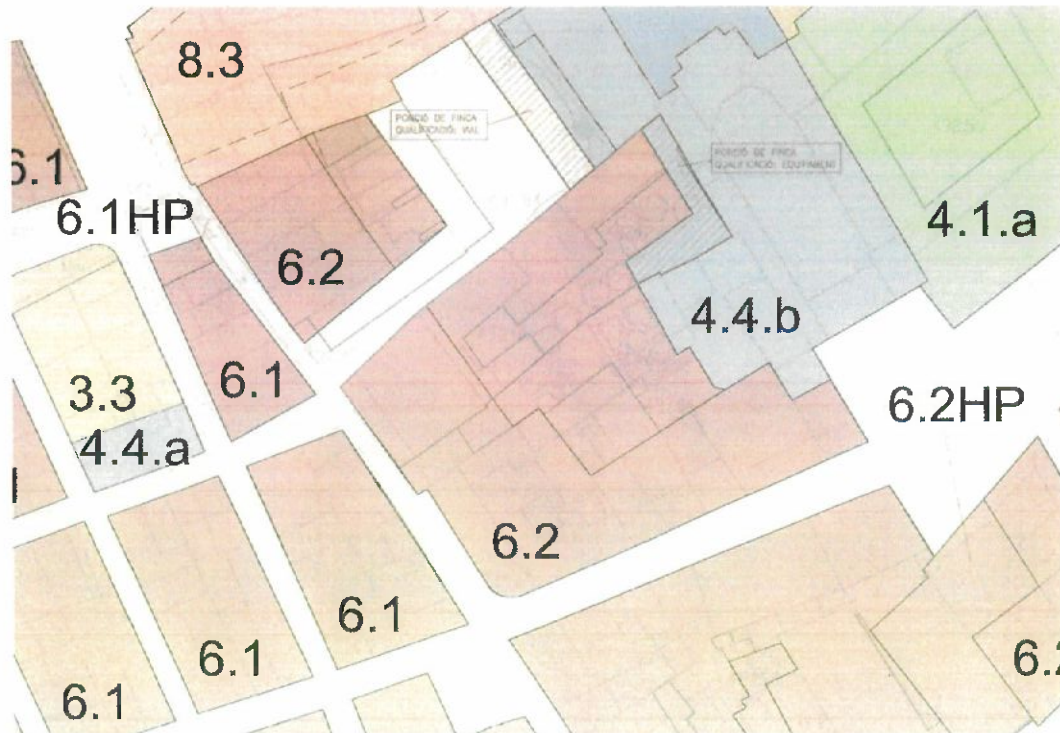 8.3
PORCIÓ DE FINCA
QUALIFICACIÓ: VIAL
PORCIÓ DE FINCA
QUALIFICACIÓ: EQUIPAMENT
6.1
6.1HP
4.1.a
6.2
4.4.b
3.3
6.1
6.2HP
4.4.a
6.2
6.1
6.1
6.1